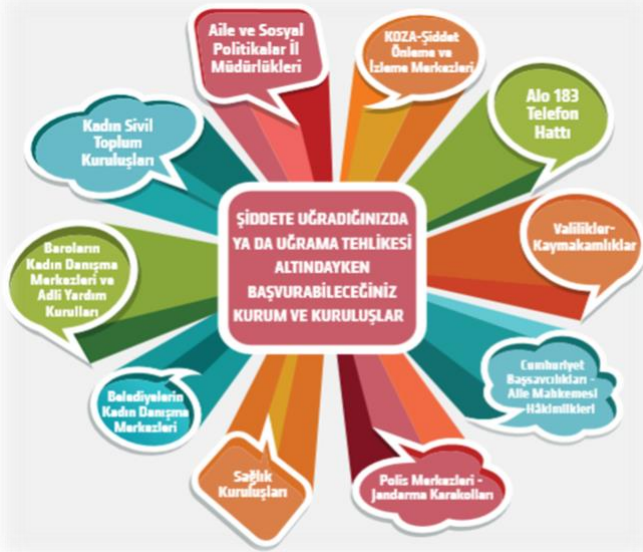 Aile ve Sosyal
Politikalar İl
Müdürlükleri
KOZA-Şiddet
Önleme ve
İzleme Merkezleri
Alo 183
Telefon
Hattı
Valilikler-
Kaymakamlıklar
Cumhuriyet
Başsavcılıkları -
Aile Mahkemesi
Hâkimlikleri
Polis Merkezleri -
Jandarma Karakolları
Sağlık
Kuruluşları
Belediyelerin
Kadın Danışma
Merkezleri
Baroların
Kadın Danışma
Merkezleri ve
Adli Yardım
Kurulları
Kadın Sivil
Toplum
Kuruluşları
ŞİDDETE UĞRADIĞINIZDA
YA DA UĞRAMA TEHLİKESİ
ALTINDAYKEN
BAŞVURABİLECEĞİNİZ
KURUM VE KURULUŞLAR